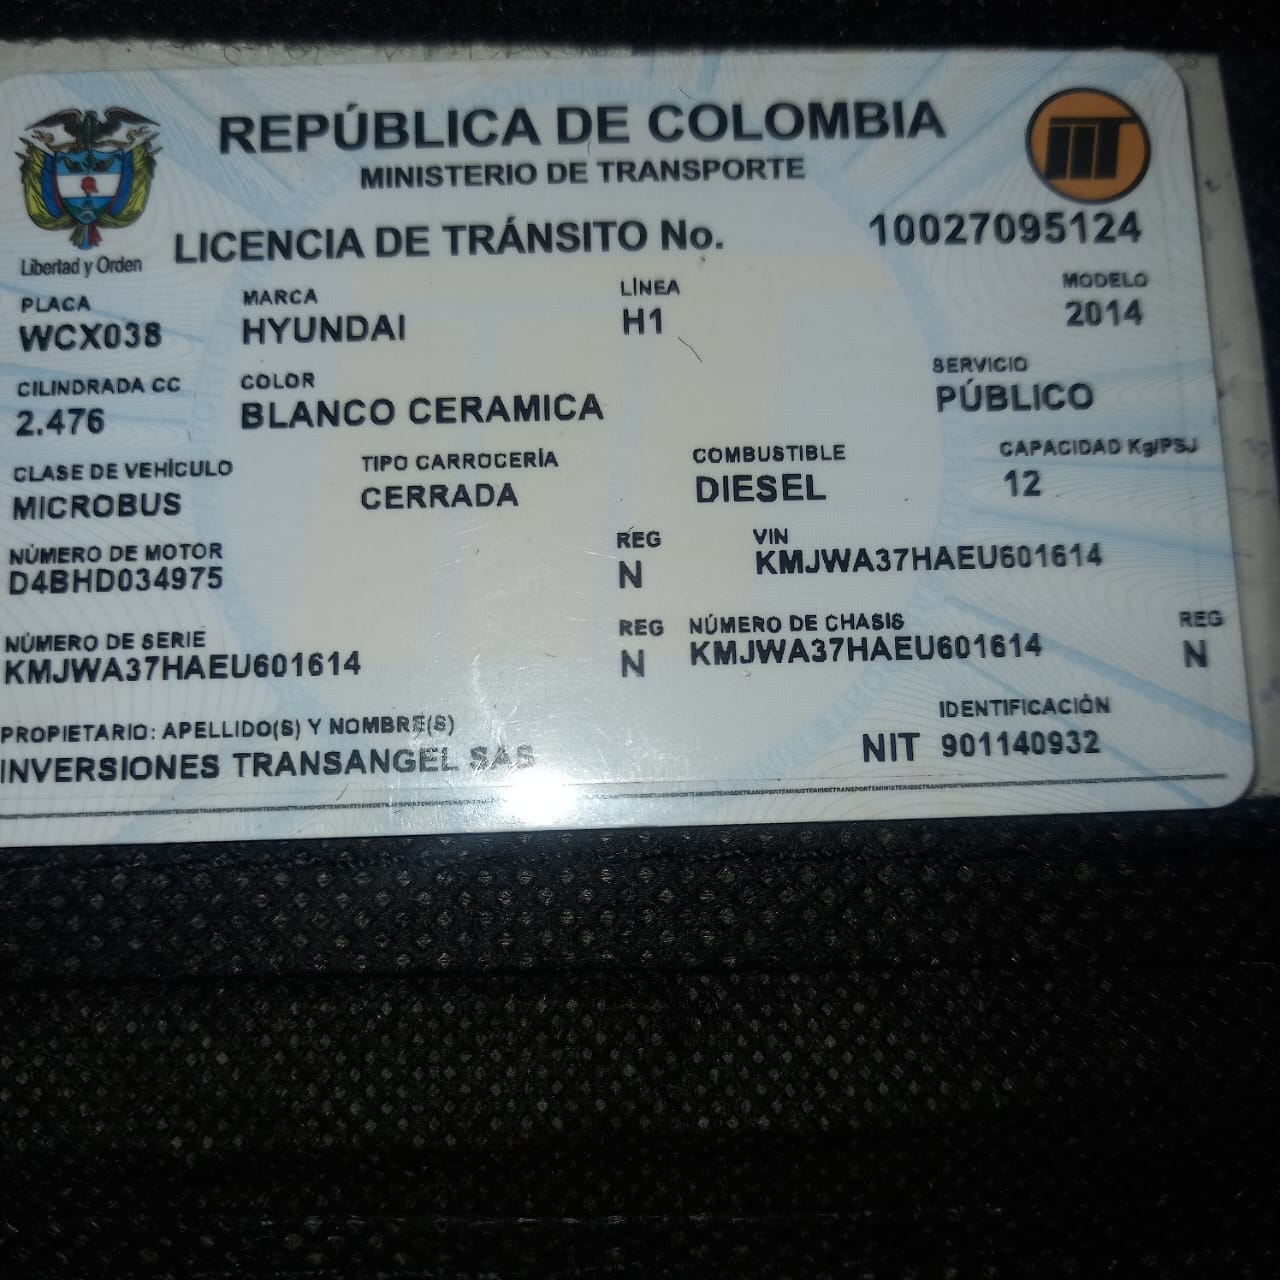 REPÚBLICA DE COLOMBIA
MINISTERIO DE TRANSPORTE
Libertad y Orden
LICENCIA DE TRÁNSITO No. 10027095124
PLACA MARCA LÍNEA MODELO
WCX038 HYUNDAI H1 2014
CILINDRADA CC COLOR SERVICIO
2.476 BLANCO CERAMICA PÚBLICO
CLASE DE VEHÍCULO TIPO CARROCERÍA COMBUSTIBLE CAPACIDAD Kg/PSJ
MICROBUS CERRADA DIESEL 12
NÚMERO DE MOTOR REG VIN
D4BHD034975 N KMJWA37HAEU601614
NÚMERO DE SERIE REG NÚMERO DE CHASIS REG
KMJWA37HAEU601614 N KMJWA37HAEU601614 N
PROPIETARIO: APELLIDO(S) Y NOMBRE(S) IDENTIFICACIÓN
INVERSIONES TRANSANGEL SAS NIT 901140932